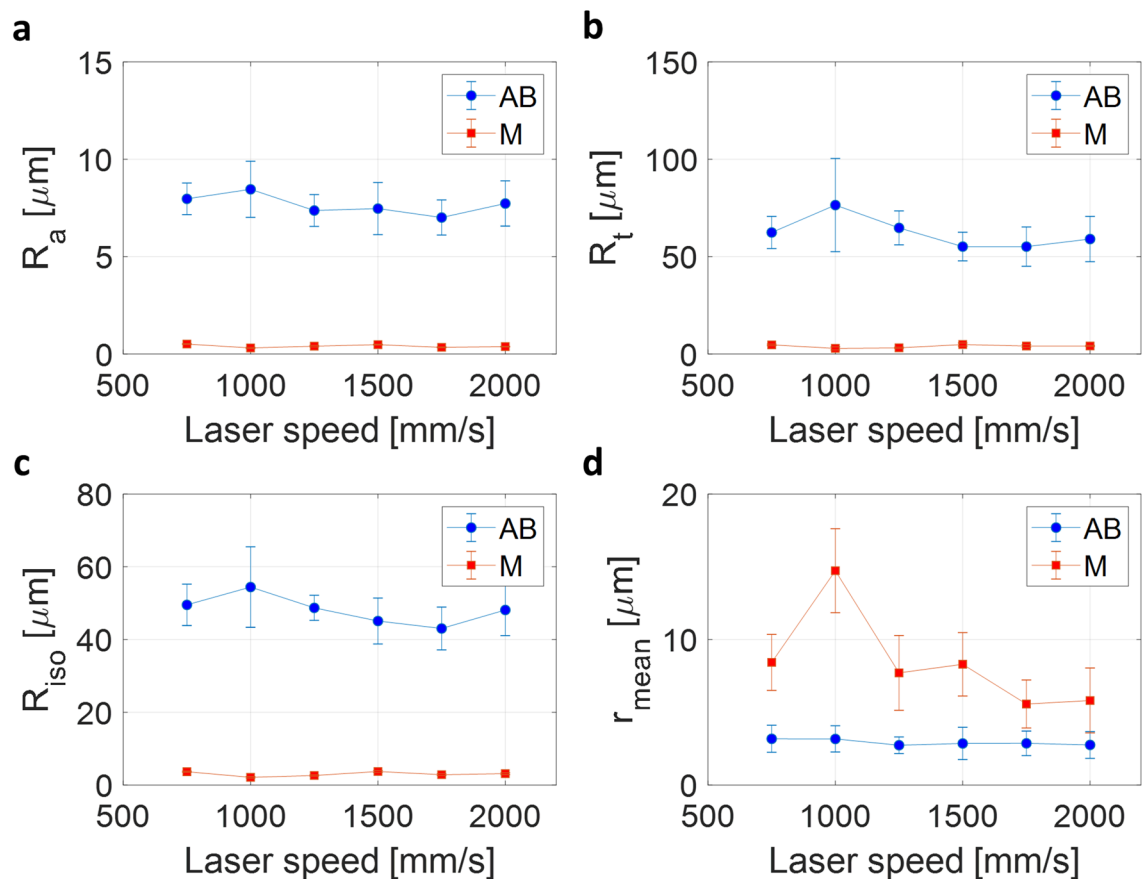 a
15
10
5
0
R_a [μm]
AB
M
500 1000 1500 2000
Laser speed [mm/s]
b
150
100
50
0
R_t [μm]
AB
M
500 1000 1500 2000
Laser speed [mm/s]
c
80
60
40
20
0
R_iso [μm]
AB
M
500 1000 1500 2000
Laser speed [mm/s]
d
20
10
0
r_mean [μm]
AB
M
500 1000 1500 2000
Laser speed [mm/s]